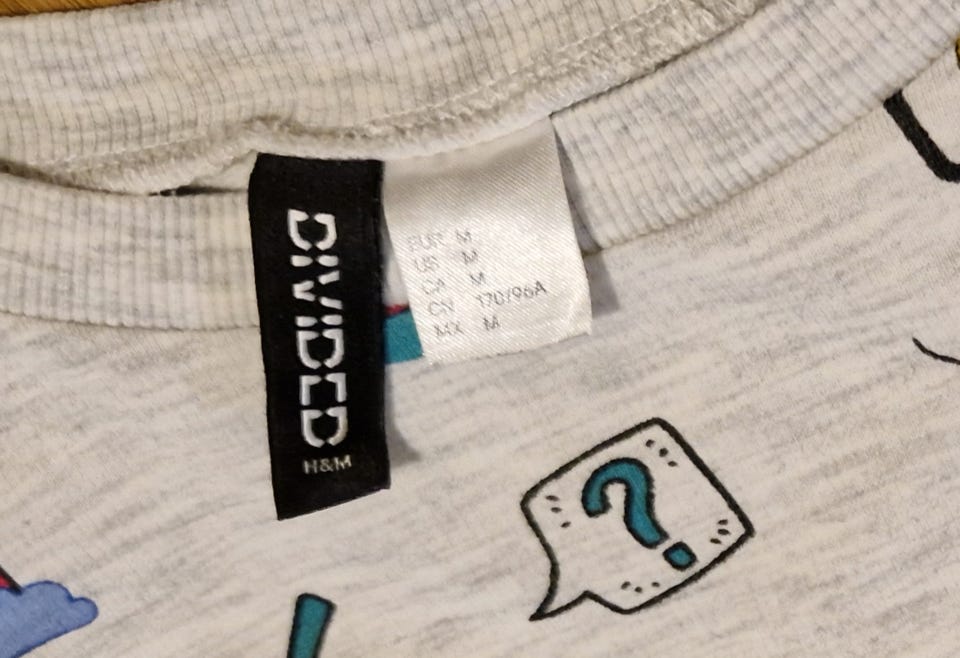 DIVIDED
H&M
EUR M
US M
CA M
CN 170/96A
MX M
?